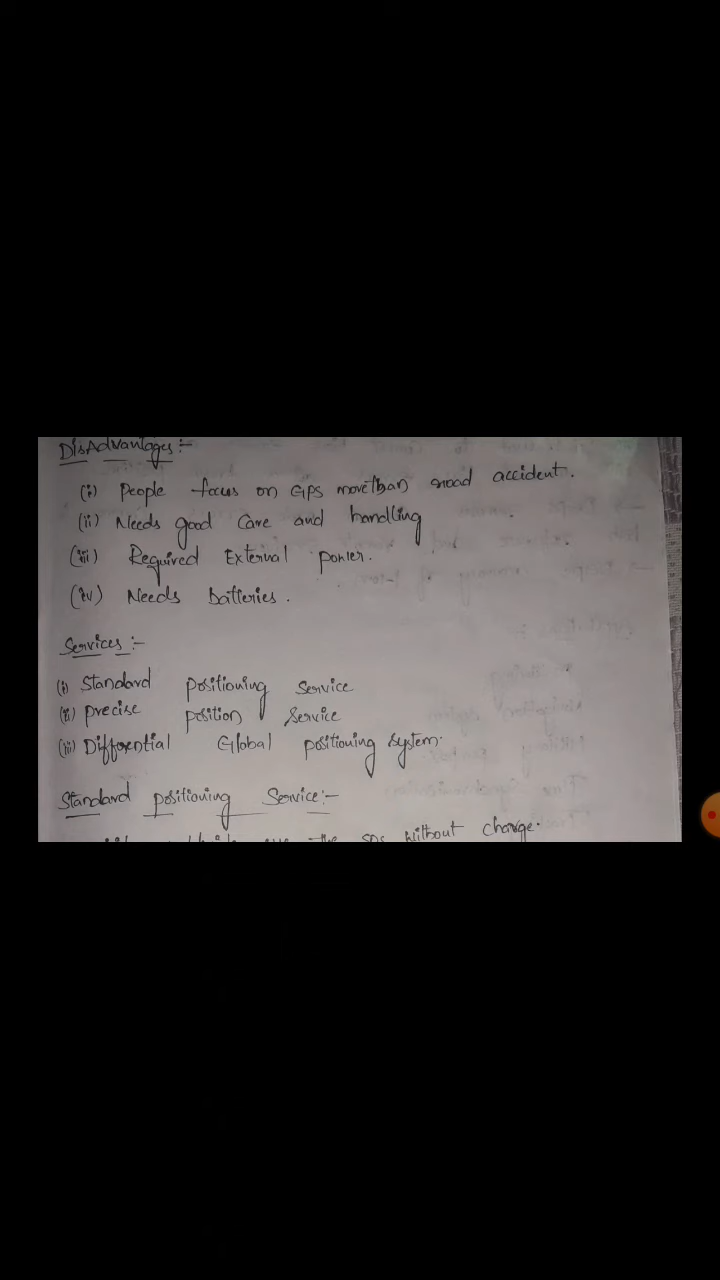 DisAdvantages :-
(i) People focus on GPS morethan road accident.
(ii) Needs good Care and handling
(iii) Required External power.
(iv) Needs batteries.
Services :-
(i) Standard positioning service
(ii) precise position service
(iii) Differential Global positioning system.
Standard positioning Service :-
the SPS without charge.